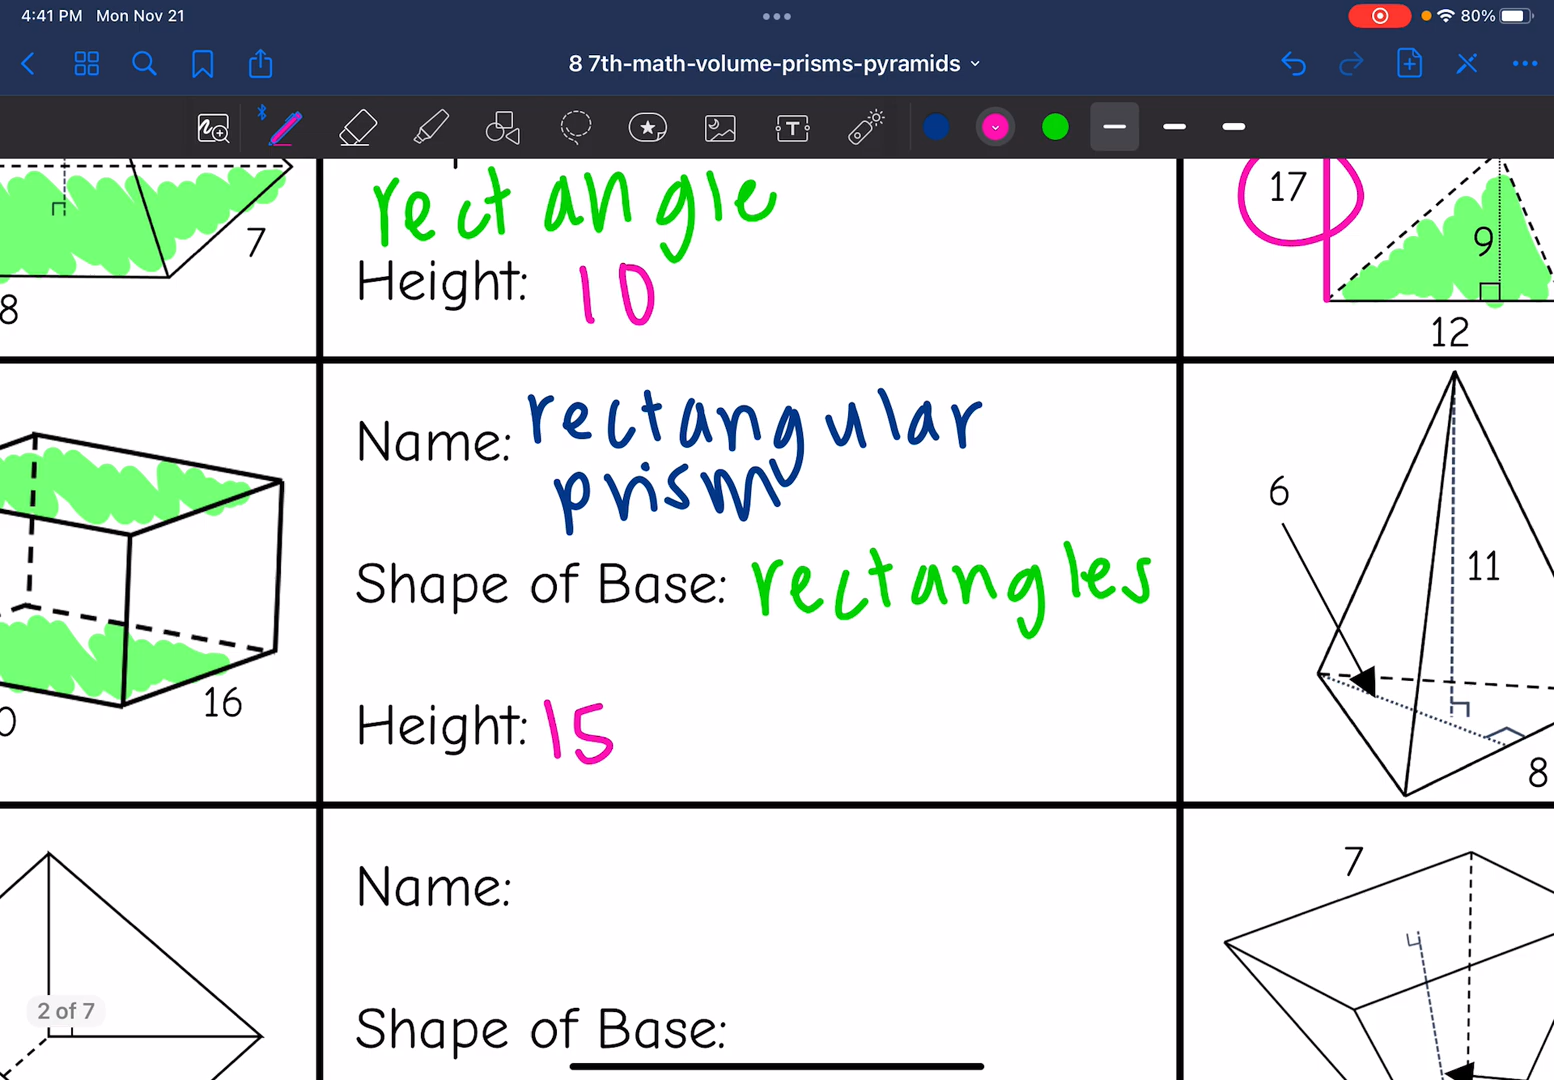 4:41 PM Mon Nov 21
80%
8 7th-math-volume-prisms-pyramids
T
7
8
rectangle
Height: 10
17
9
12
16
0
Name: rectangular
prism
Shape of Base: rectangles
Height: 15
6
11
8
2 of 7
Name:
Shape of Base:
7